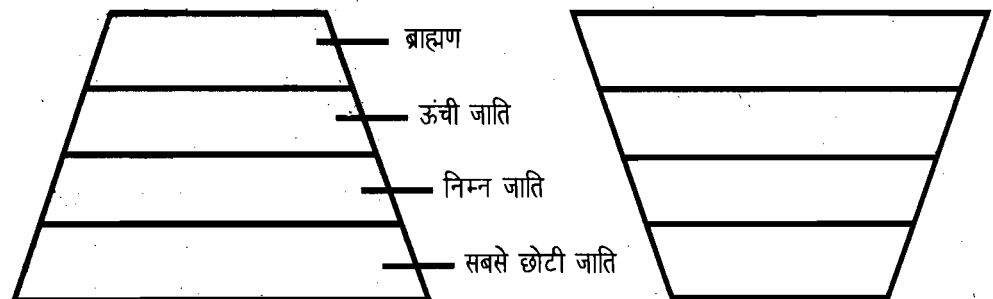 ब्राह्मण
ऊंची जाति
निम्न जाति
सबसे छोटी जाति